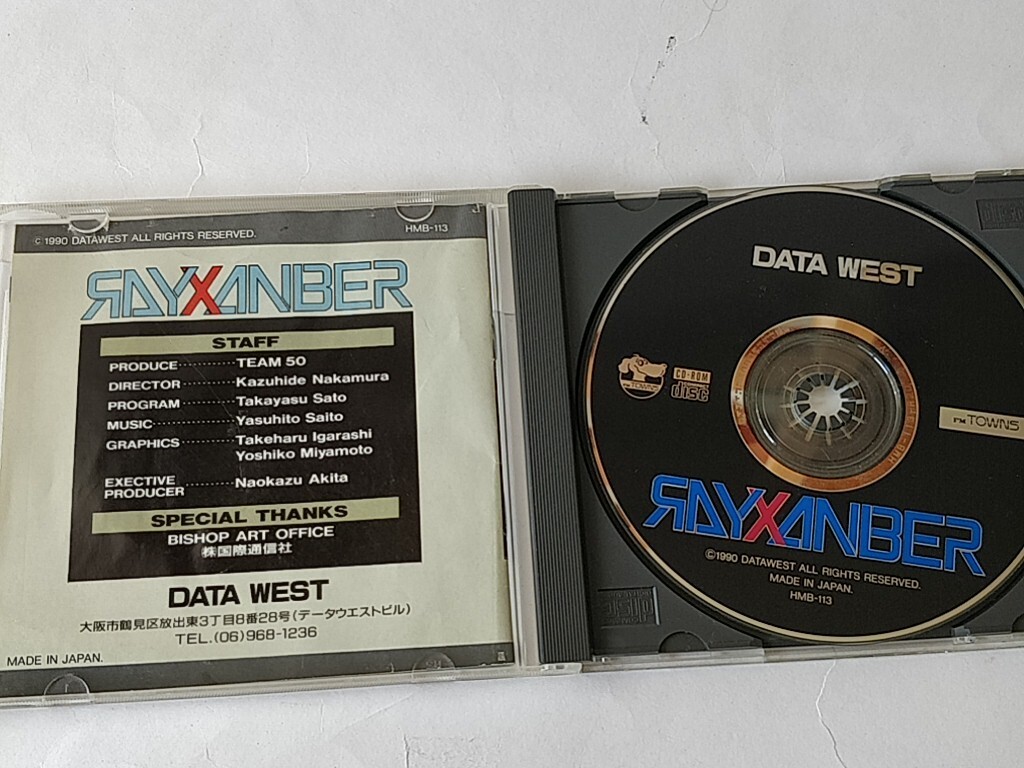 © 1990 DATAWEST ALL RIGHTS RESERVED.
HMB-113
RAYXANBER
STAFF
PRODUCE ·········· TEAM 50
DIRECTOR ·········· Kazuhide Nakamura
PROGRAM ·········· Takayasu Sato
MUSIC ·········· Yasuhito Saito
GRAPHICS ·········· Takeharu Igarashi
Yoshiko Miyamoto
EXECTIVE
PRODUCER ·········· Naokazu Akita
SPECIAL THANKS
BISHOP ART OFFICE
株国際通信社
DATA WEST
大阪市鶴見区放出東3丁目8番28号(データウエストビル)
TEL.(06)968-1236
MADE IN JAPAN.
DATA WEST
FM TOWNS
CD-ROM
disc
FM TOWNS
RAYXANBER
©1990 DATAWEST ALL RIGHTS RESERVED.
MADE IN JAPAN.
HMB-113